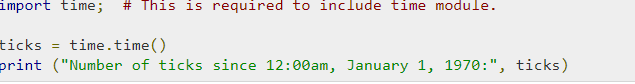 import time;  # This is required to include time module.
ticks = time.time()
print ("Number of ticks since 12:00am, January 1, 1970:", ticks)